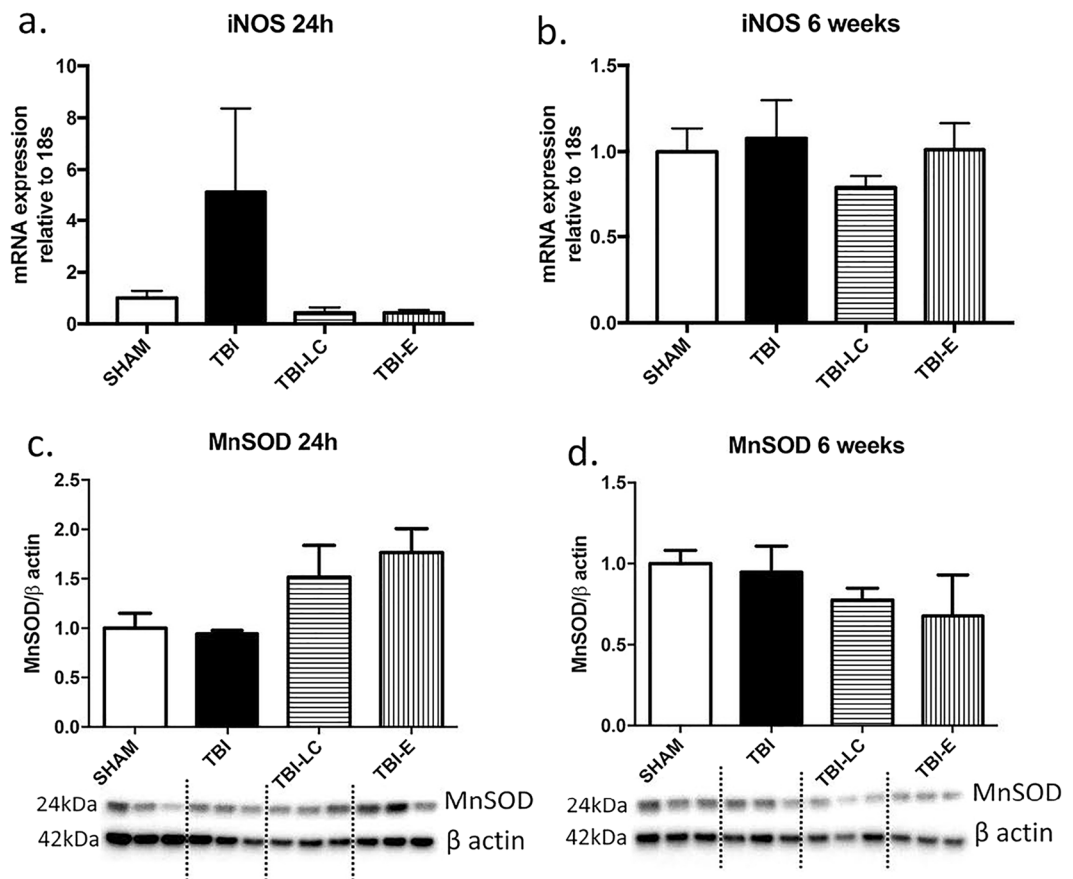 a.
iNOS 24h
mRNA expression
relative to 18s
10
8
6
4
2
0
SHAM
TBI
TBI-LC
TBI-E
b.
iNOS 6 weeks
mRNA expression
relative to 18s
1.5
1.0
0.5
0.0
SHAM
TBI
TBI-LC
TBI-E
c.
MnSOD 24h
MnSOD/β actin
2.5
2.0
1.5
1.0
0.5
0.0
SHAM
TBI
TBI-LC
TBI-E
24kDa
MnSOD
42kDa
β actin
d.
MnSOD 6 weeks
MnSOD/β actin
1.5
1.0
0.5
0.0
SHAM
TBI
TBI-LC
TBI-E
24kDa
MnSOD
42kDa
β actin